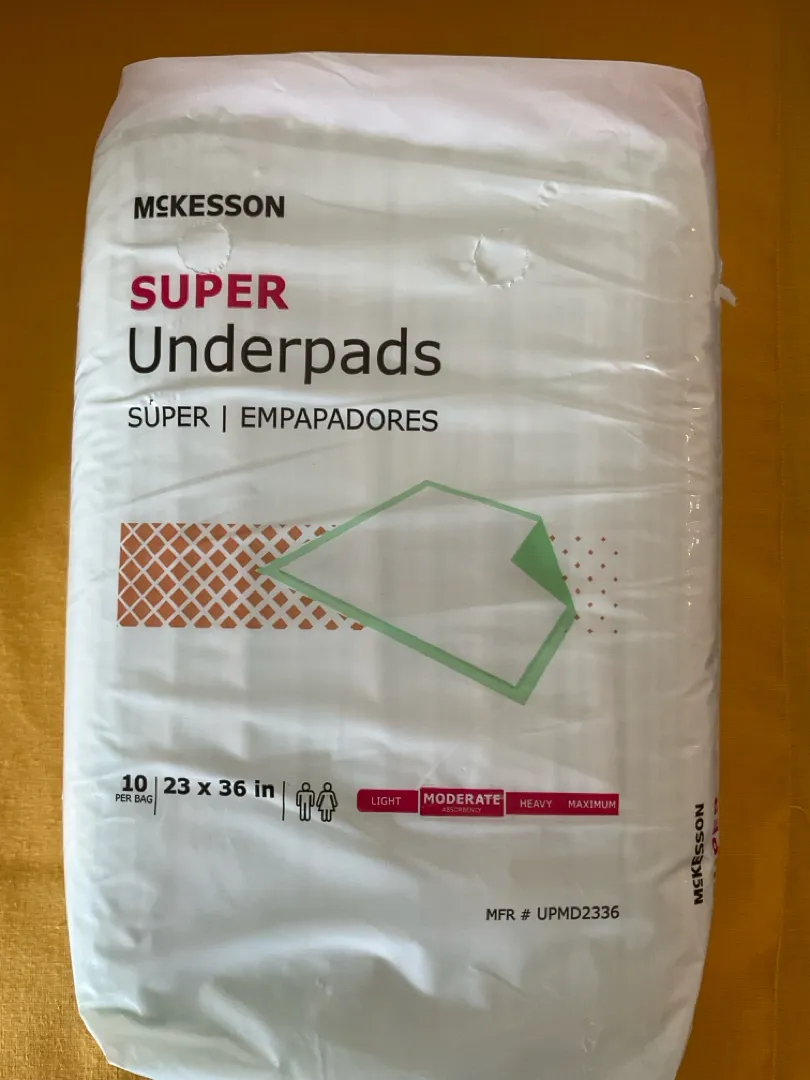 McKESSON
SUPER
Underpads
SÚPER | EMPAPADORES
10 PER BAG | 23 x 36 in
LIGHT MODERATE ABSORBENCY HEAVY MAXIMUM
MFR # UPMD2336
McKESSON